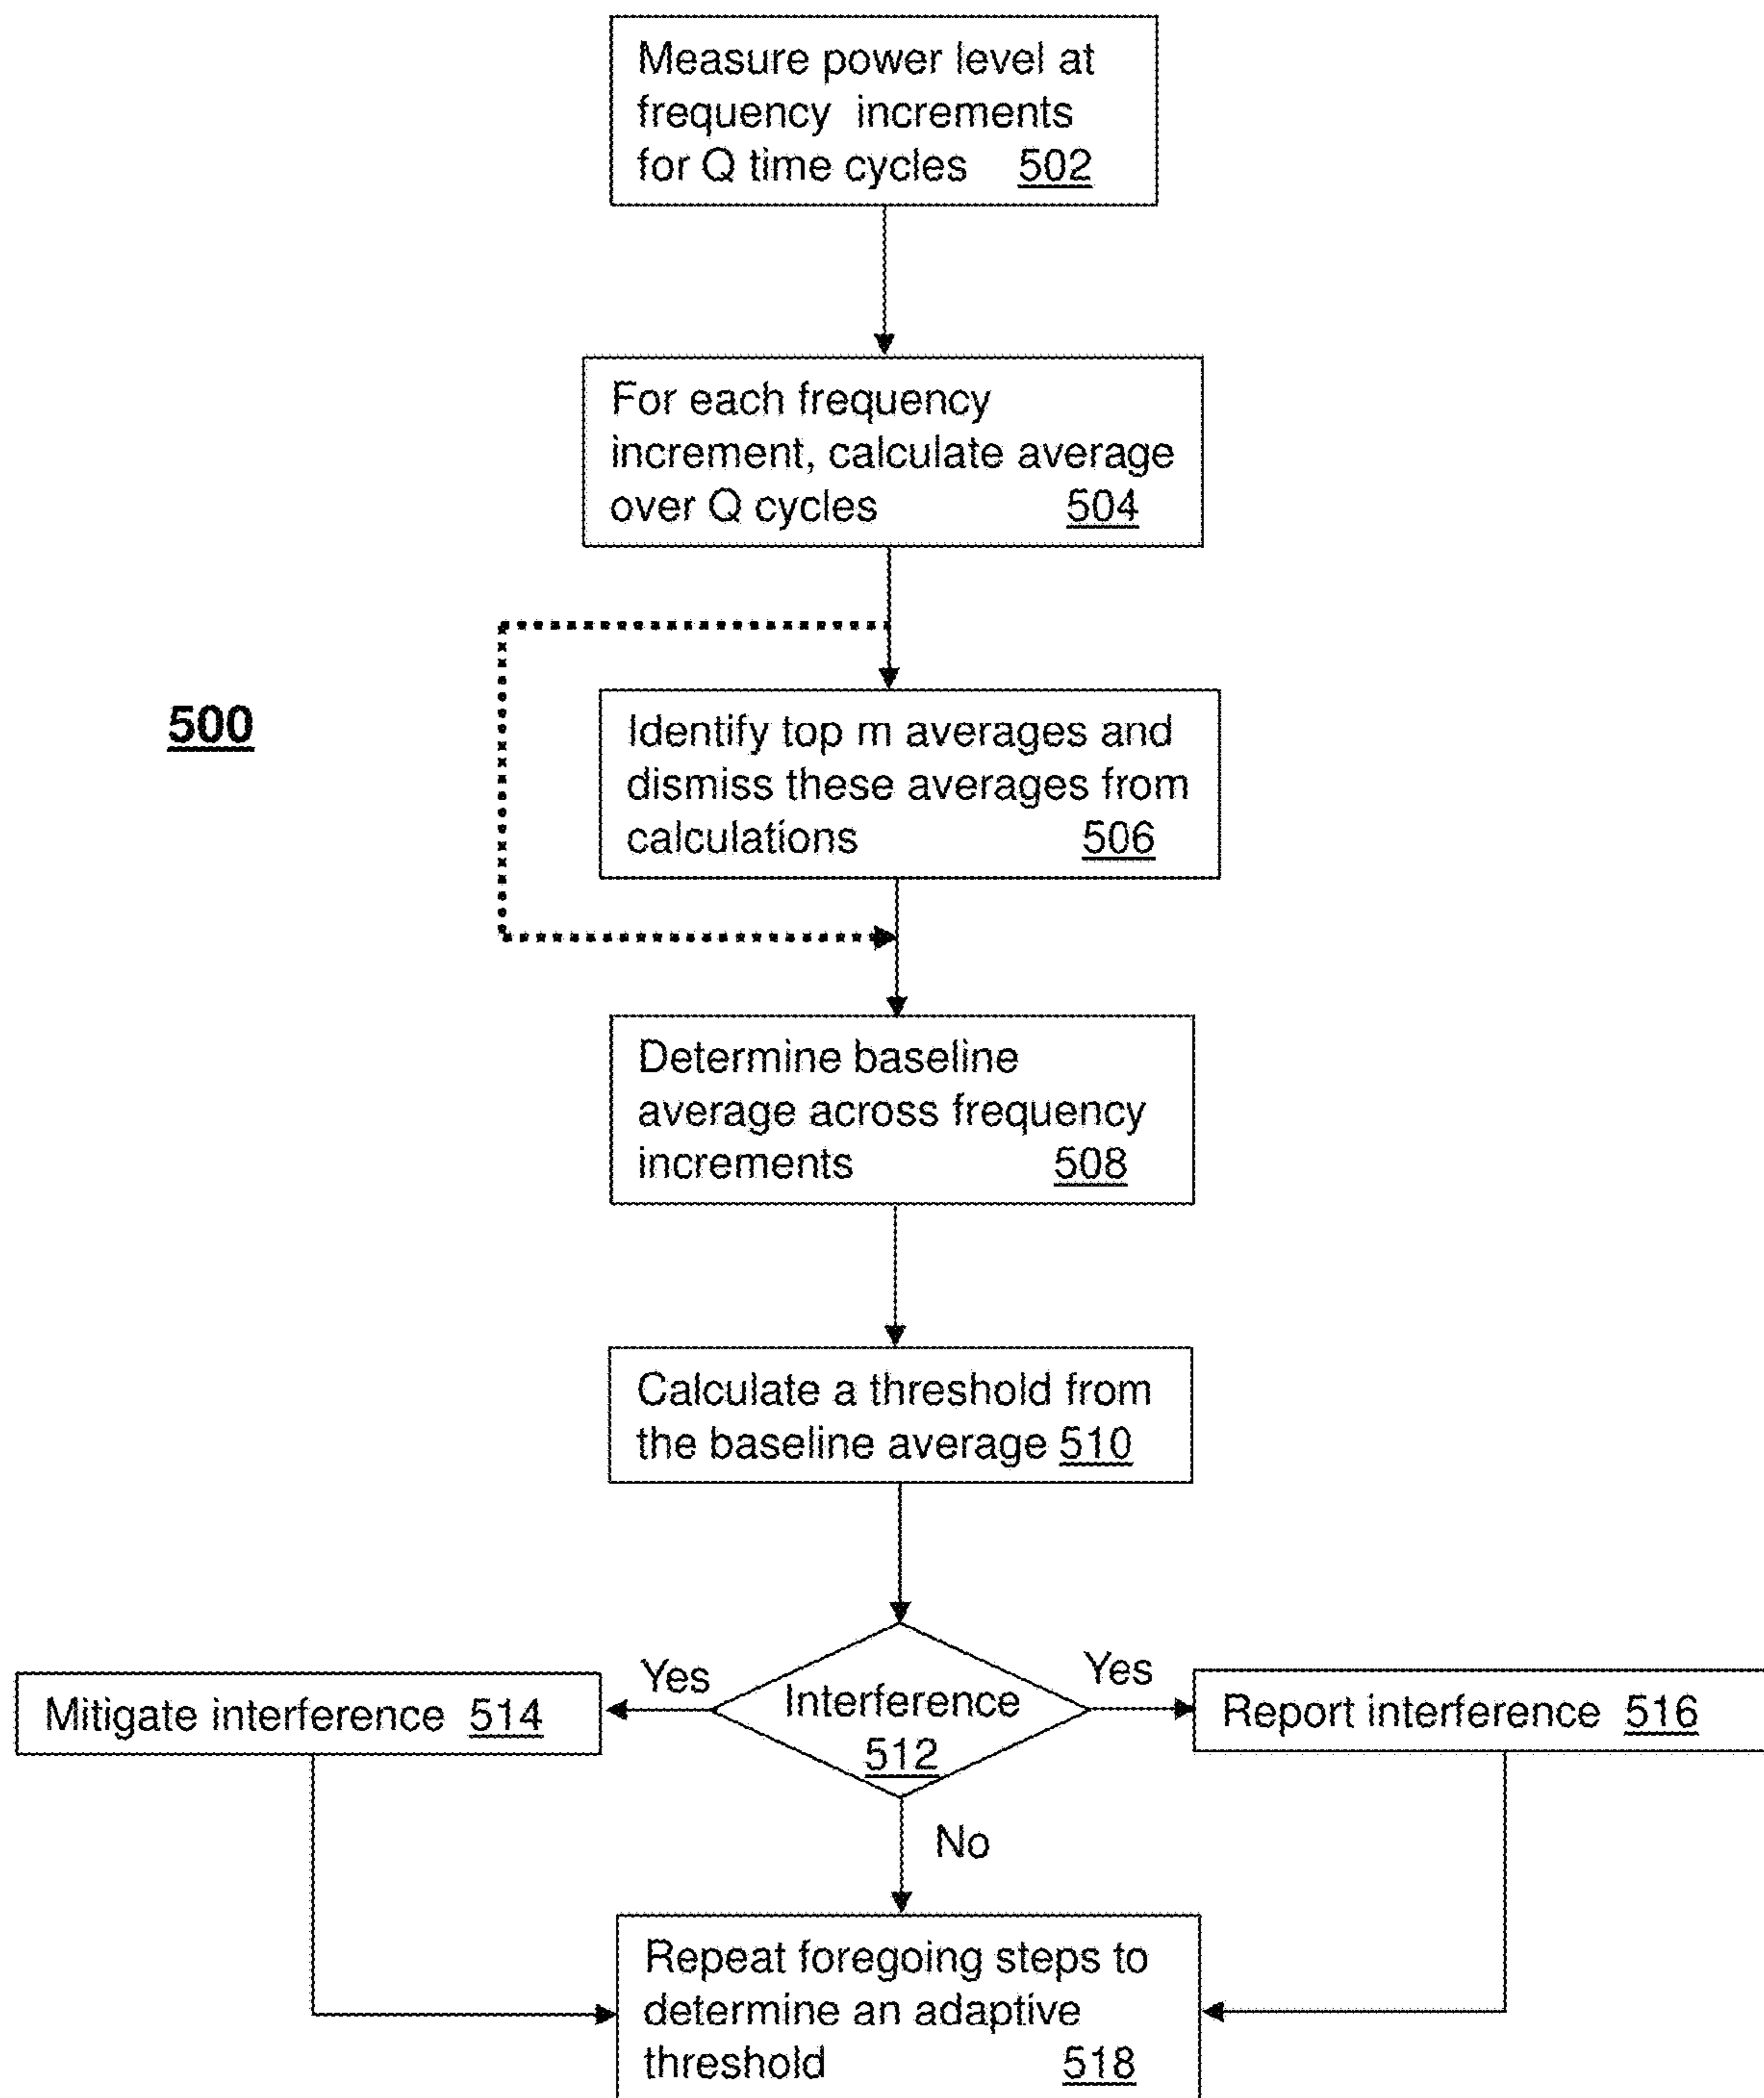 Measure power level at
frequency increments
for Q time cycles 502
For each frequency
increment, calculate average
over Q cycles 504
500
Identify top m averages and
dismiss these averages from
calculations 506
Determine baseline
average across frequency
increments 508
Calculate a threshold from
the baseline average 510
Yes
Yes
Mitigate interference 514
Interference
512
Report interference 516
No
Repeat foregoing steps to
determine an adaptive
threshold 518